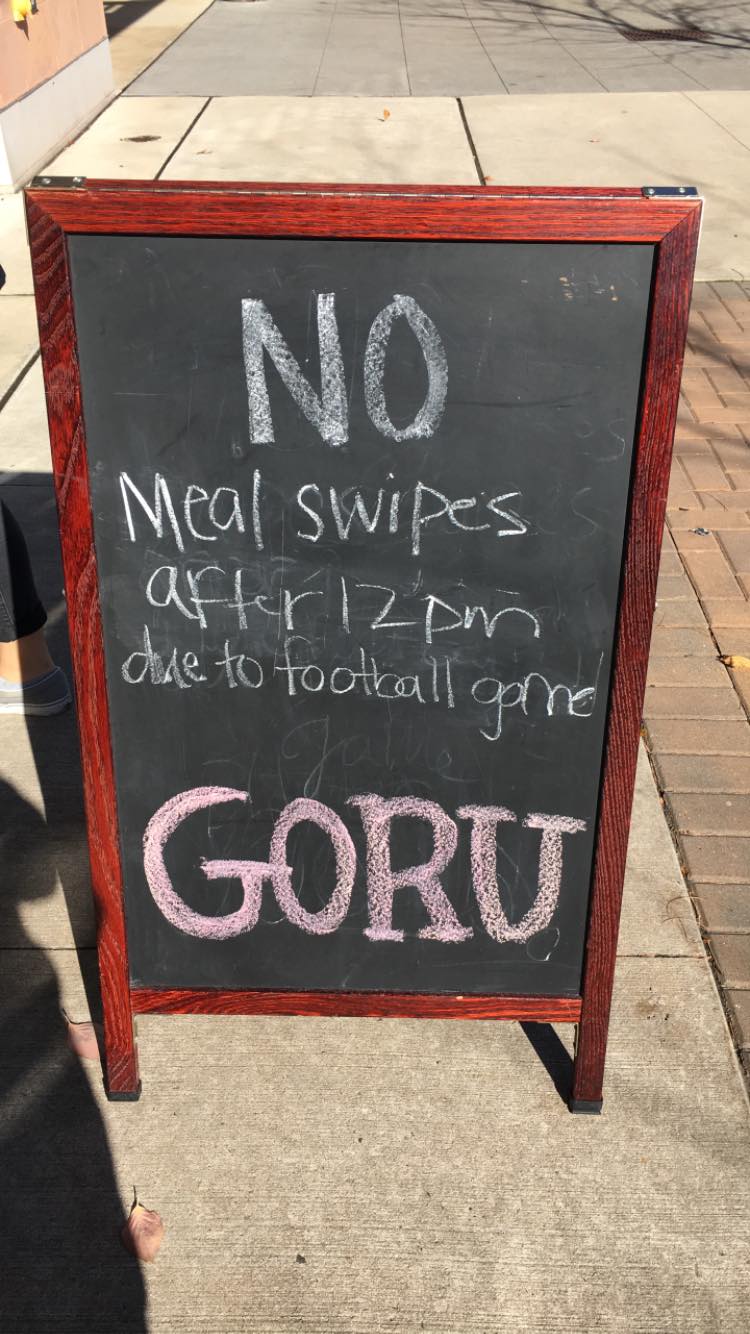 NO
Meal swipes
after 12pm
due to football game
GORU